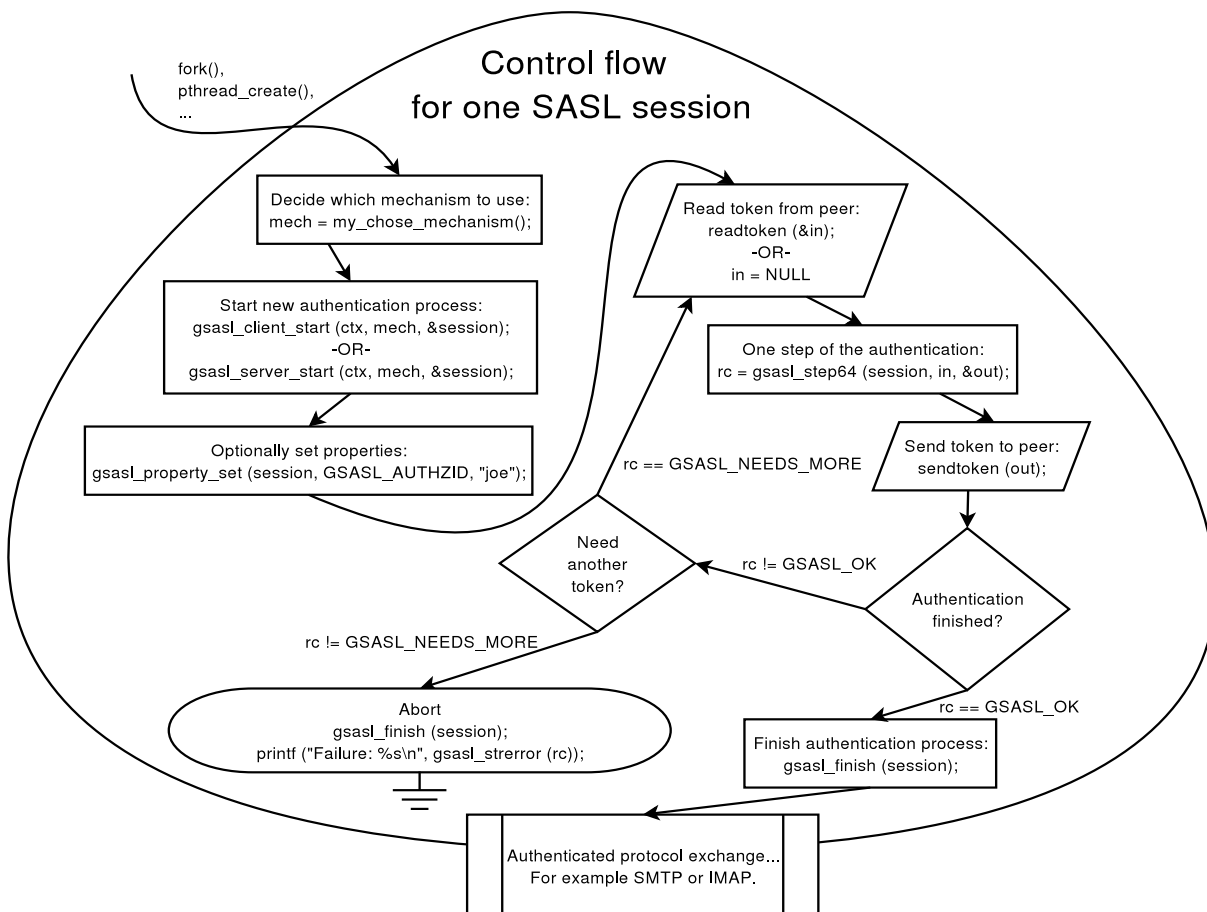 Control flow
for one SASL session
fork(),
pthread_create(),
...
Decide which mechanism to use:
mech = my_chose_mechanism();
Start new authentication process:
gsasl_client_start (ctx, mech, &session);
-OR-
gsasl_server_start (ctx, mech, &session);
Optionally set properties:
gsasl_property_set (session, GSASL_AUTHZID, "joe");
Read token from peer:
readtoken (&in);
-OR-
in = NULL
One step of the authentication:
rc = gsasl_step64 (session, in, &out);
Send token to peer:
sendtoken (out);
Authentication
finished?
rc != GSASL_OK
Need
another
token?
rc == GSASL_NEEDS_MORE
rc != GSASL_NEEDS_MORE
Abort
gsasl_finish (session);
printf ("Failure: %s\n", gsasl_strerror (rc));
rc == GSASL_OK
Finish authentication process:
gsasl_finish (session);
Authenticated protocol exchange...
For example SMTP or IMAP.